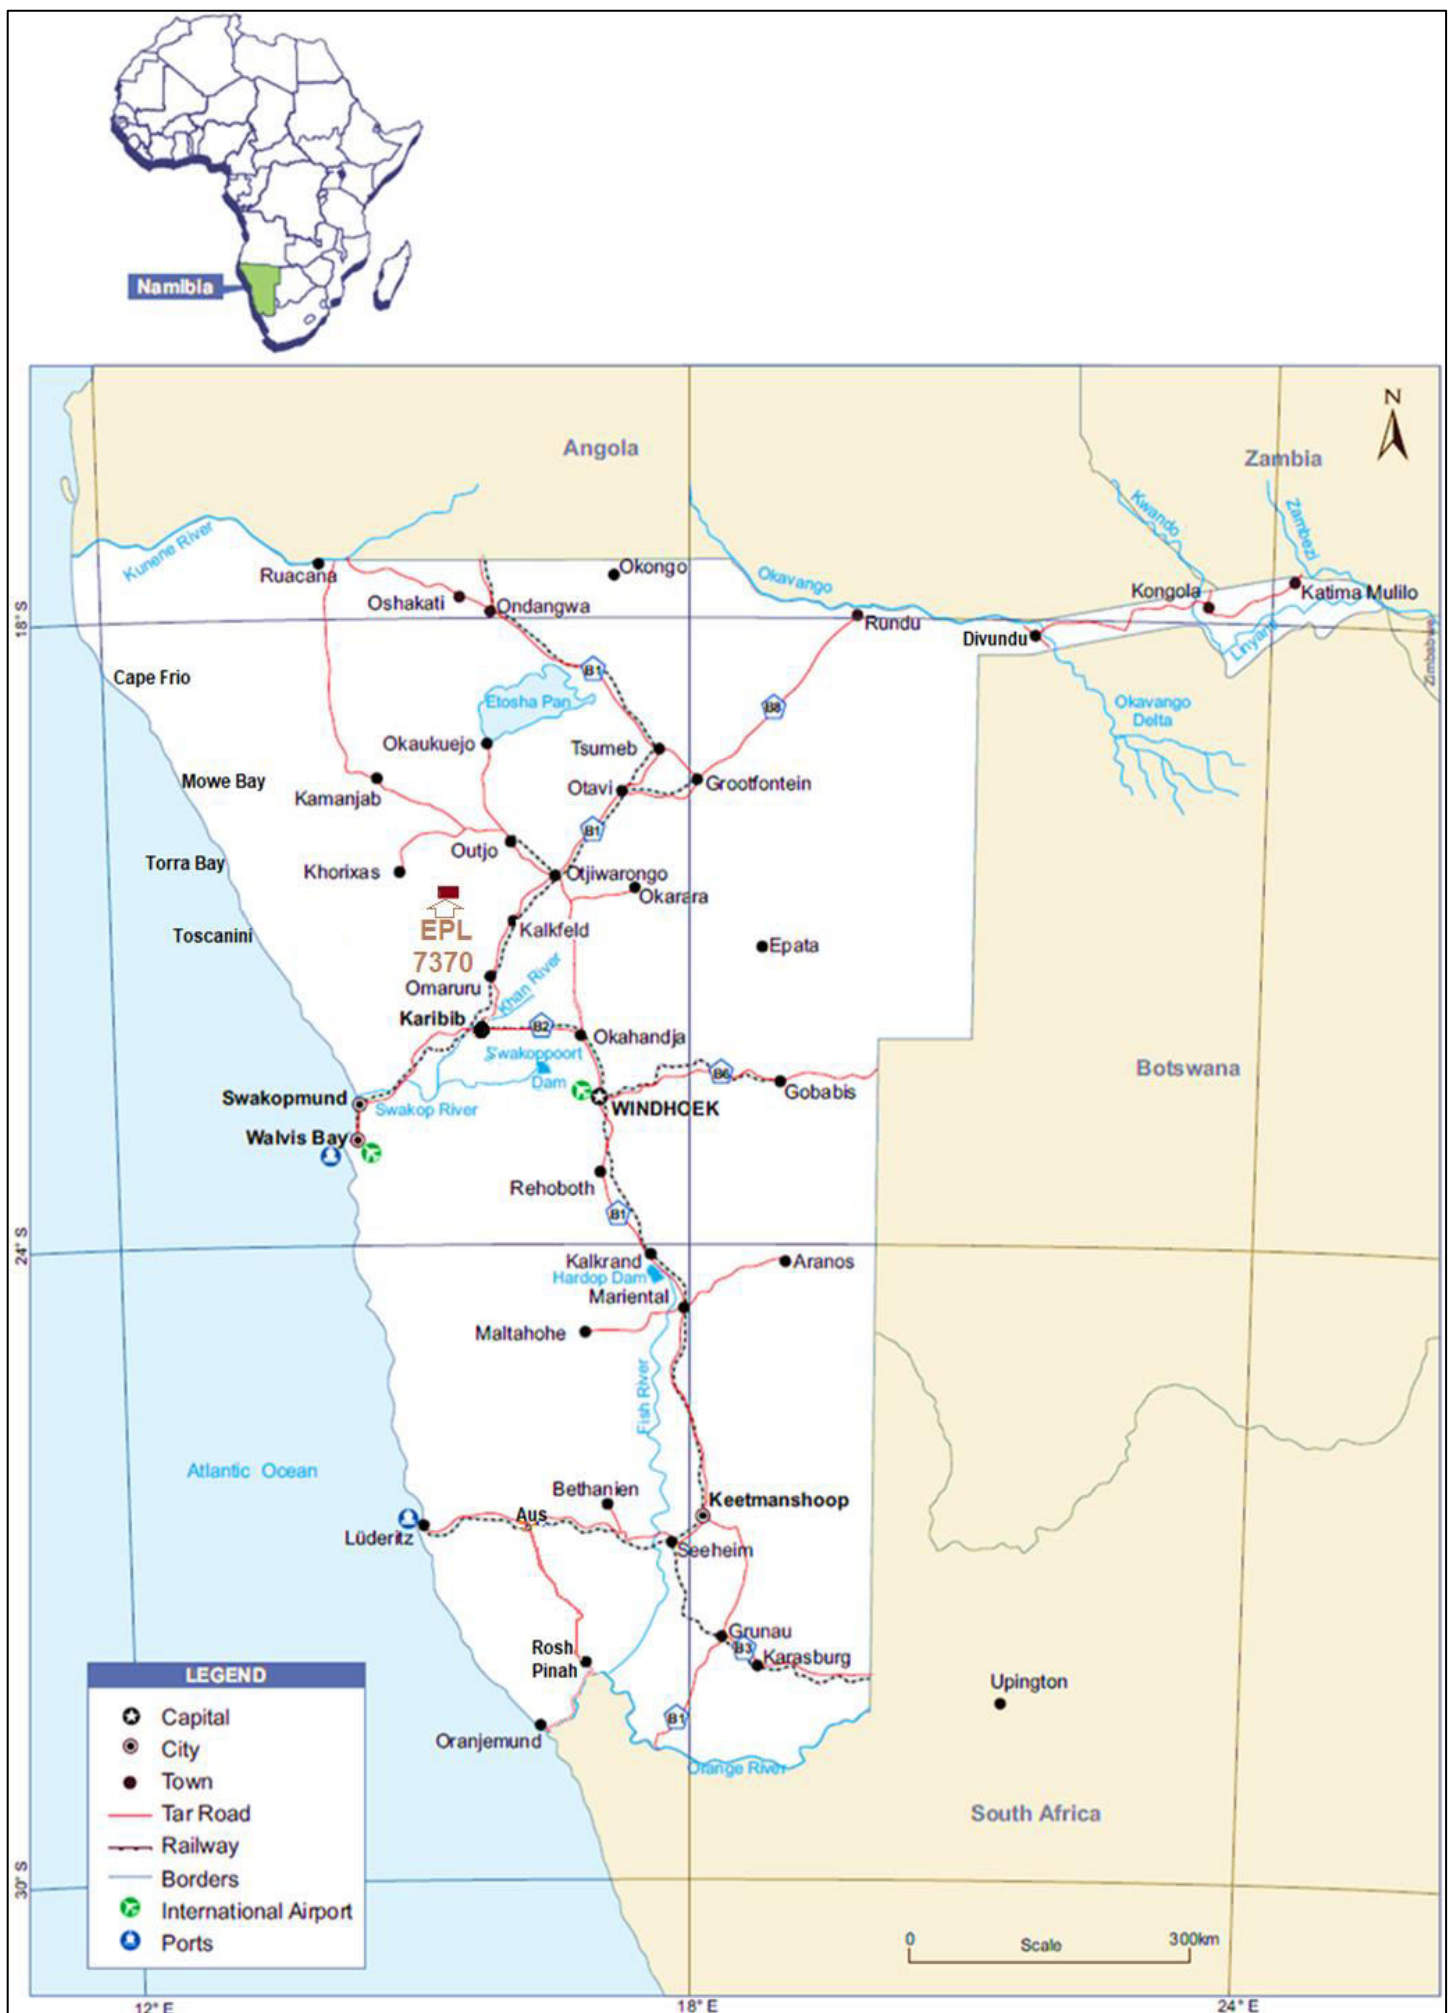 Namibia
N
Angola
Zambia
Kwando
Zambezi
Kunene River
Ruacana
Okongo
Okavango
Kongola
Katima Mulilo
Oshakati
Ondangwa
18° S
Rundu
Divundu
Linyanti
Zimbabwe
Cape Frio
B1
Etosha Pan
B8
Okavango
Delta
Okaukuejo
Tsumeb
Mowe Bay
Kamanjab
Otavi
Grootfontein
B1
Outjo
Torra Bay
Khorixas
Otjiwarongo
Okarara
EPL
7370
Toscanini
Kalkfeld
Epata
Omaruru
Khan River
Karibib
B2
Okahandja
Swakoppoort
Dam
B6
Botswana
Gobabis
Swakopmund
Swakop River
WINDHOEK
Walvis Bay
Rehoboth
B1
24° S
Kalkrand
Aranos
Hardop Dam
Mariental
Maltahohe
Fish River
Atlantic Ocean
Bethanien
Keetmanshoop
Aus
Lüderitz
Seeheim
Grunau
B3
Rosh
Pinah
Karasburg
Upington
B1
Oranjemund
Orange River
South Africa
LEGEND
Capital
City
Town
Tar Road
Railway
Borders
International Airport
Ports
30° S
0
Scale
300km
12° E
18° E
24° E